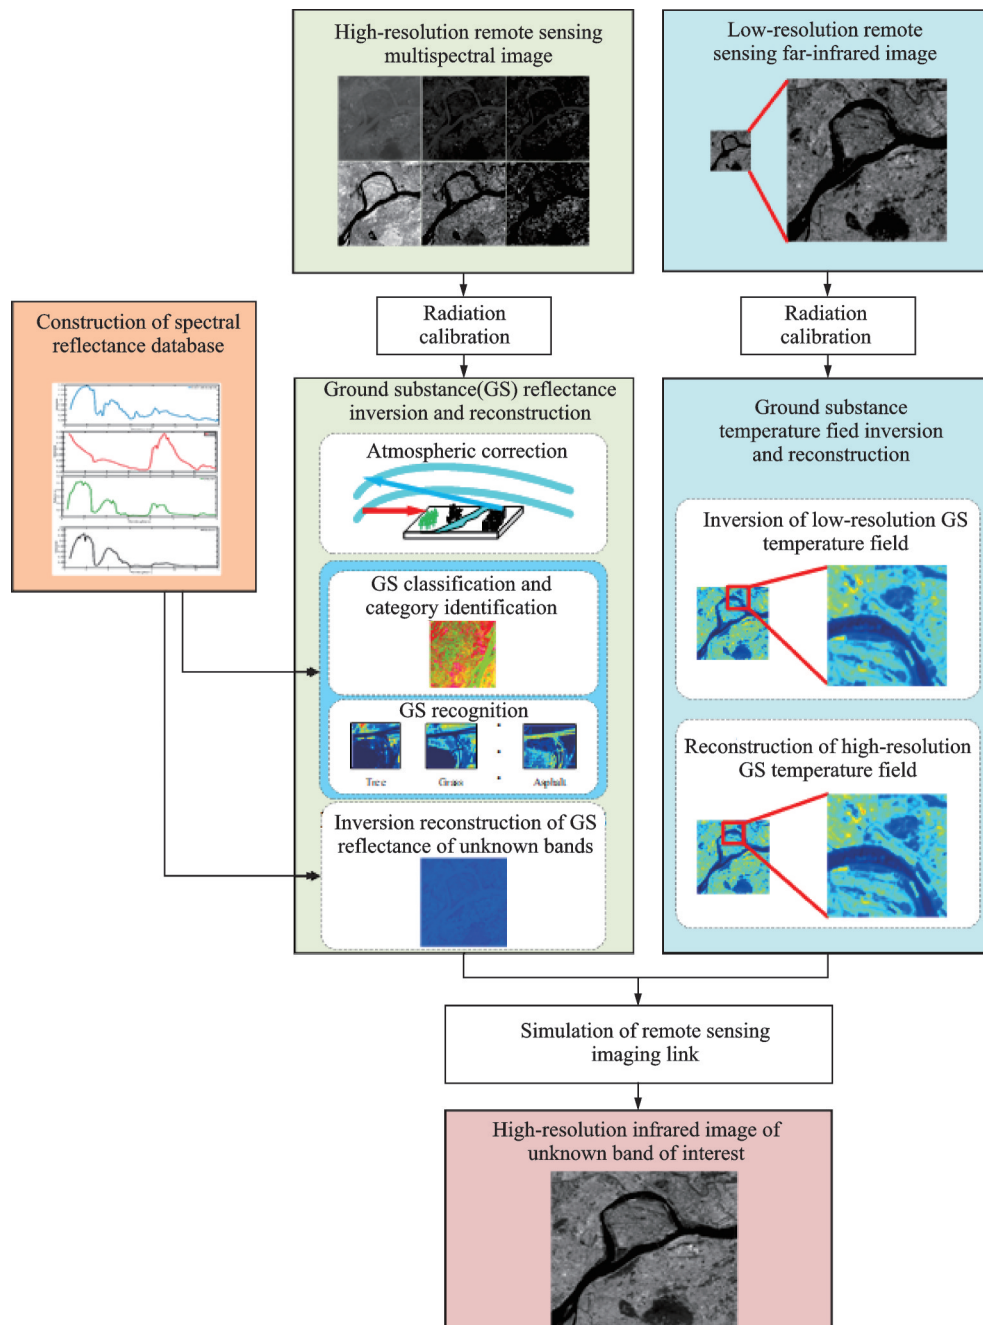 High-resolution remote sensing
multispectral image
Low-resolution remote
sensing far-infrared image
Radiation
calibration
Radiation
calibration
Construction of spectral
reflectance database
Ground substance(GS) reflectance
inversion and reconstruction
Atmospheric correction
GS classification and
category identification
GS recognition
Tree
Grass
Asphalt
Inversion reconstruction of GS
reflectance of unknown bands
Ground substance
temperature fied inversion
and reconstruction
Inversion of low-resolution GS
temperature field
Reconstruction of high-resolution
GS temperature field
Simulation of remote sensing
imaging link
High-resolution infrared image of
unknown band of interest